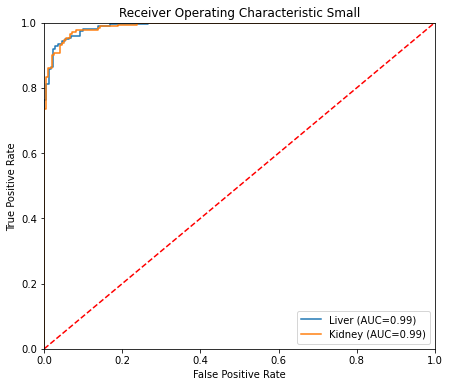 Receiver Operating Characteristic Small
True Positive Rate
1.0
0.8
0.6
0.4
0.2
0.0
Liver (AUC=0.99)
Kidney (AUC=0.99)
0.0 0.2 0.4 0.6 0.8 1.0
False Positive Rate